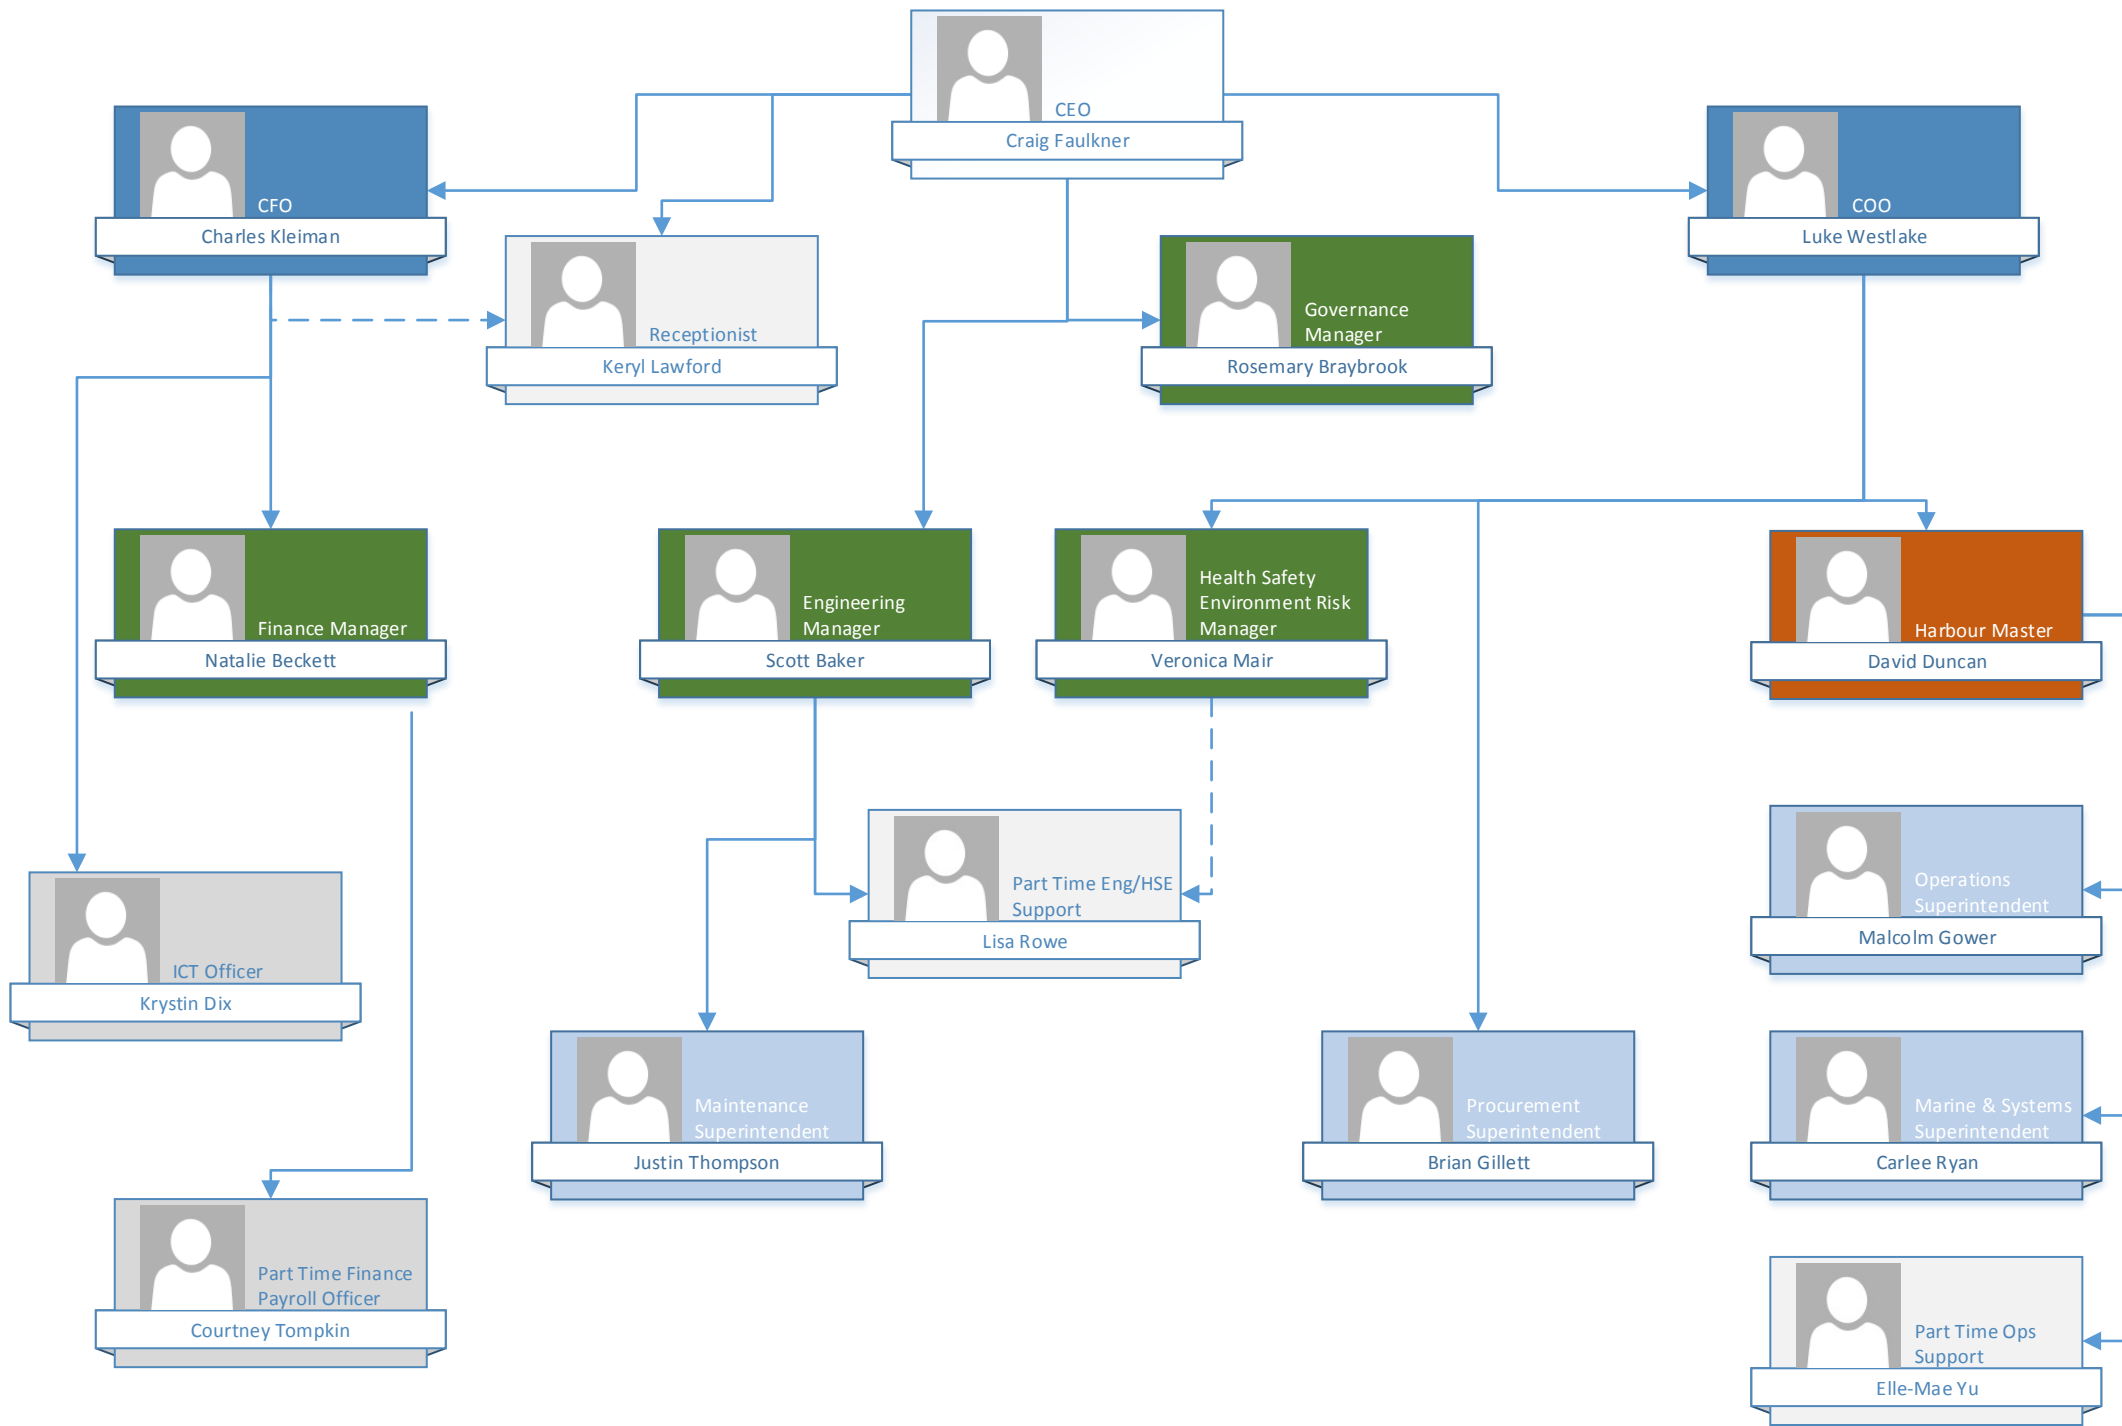 CEO
Craig Faulkner
CFO
Charles Kleiman
COO
Luke Westlake
Receptionist
Keryl Lawford
Governance
Manager
Rosemary Braybrook
Finance Manager
Natalie Beckett
Engineering
Manager
Scott Baker
Health Safety
Environment Risk
Manager
Veronica Mair
Harbour Master
David Duncan
Part Time Eng/HSE
Support
Lisa Rowe
Operations
Superintendent
Malcolm Gower
ICT Officer
Krystin Dix
Maintenance
Superintendent
Justin Thompson
Procurement
Superintendent
Brian Gillett
Marine & Systems
Superintendent
Carlee Ryan
Part Time Finance
Payroll Officer
Courtney Tompkin
Part Time Ops
Support
Elle-Mae Yu